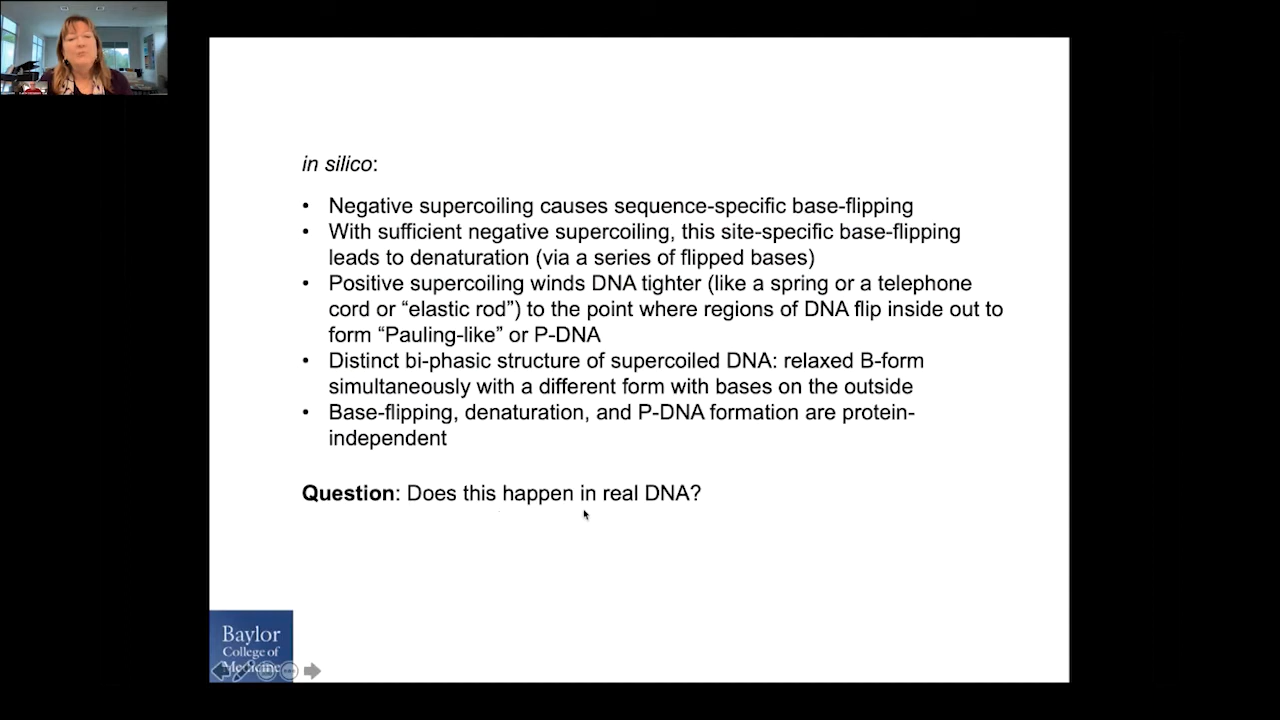 in silico:
• Negative supercoiling causes sequence-specific base-flipping
• With sufficient negative supercoiling, this site-specific base-flipping
leads to denaturation (via a series of flipped bases)
• Positive supercoiling winds DNA tighter (like a spring or a telephone
cord or “elastic rod”) to the point where regions of DNA flip inside out to
form “Pauling-like” or P-DNA
• Distinct bi-phasic structure of supercoiled DNA: relaxed B-form
simultaneously with a different form with bases on the outside
• Base-flipping, denaturation, and P-DNA formation are protein-
independent
Question: Does this happen in real DNA?
Baylor
College of
Medicine